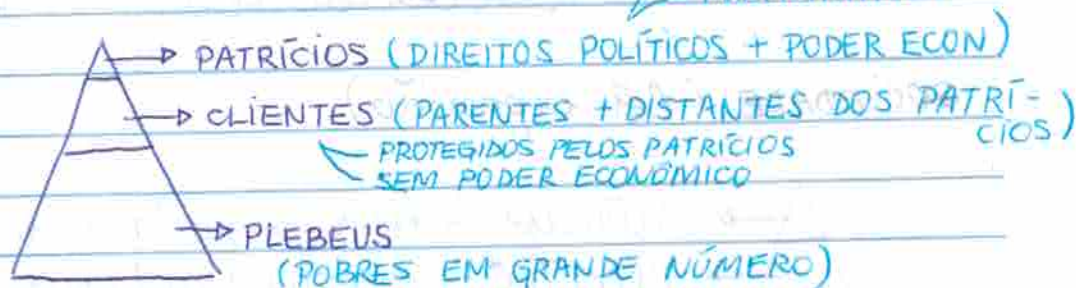 PATRÍCIOS (DIREITOS POLÍTICOS + PODER ECON)
CLIENTES (PARENTES + DISTANTES DOS PATRÍ-
CIOS)
PROTEGIDOS PELOS PATRÍCIOS
SEM PODER ECONÔMICO
PLEBEUS
(POBRES EM GRANDE NÚMERO)